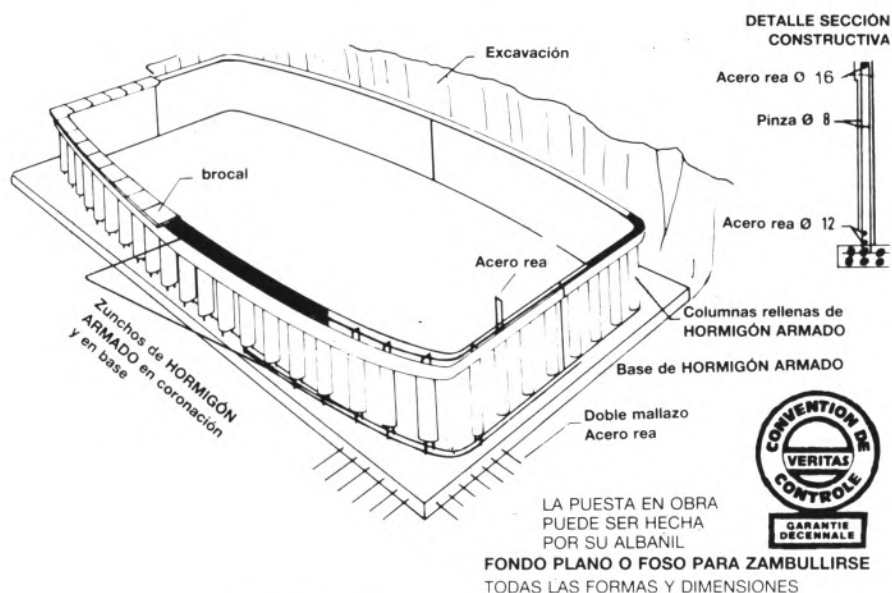 DETALLE SECCIÓN
CONSTRUCTIVA
Excavación
Acero rea Ø 16
Pinza Ø 8
brocal
Acero rea Ø 12
Acero rea
Zunchos de HORMIGÓN
ARMADO en coronación
y en base
Columnas rellenas de
HORMIGÓN ARMADO
Base de HORMIGÓN ARMADO
Doble mallazo
Acero rea
CONVENTION DE
VERITAS
CONTROLE
GARANTIE
DECENNALE
LA PUESTA EN OBRA
PUEDE SER HECHA
POR SU ALBAÑIL
FONDO PLANO O FOSO PARA ZAMBULLIRSE
TODAS LAS FORMAS Y DIMENSIONES